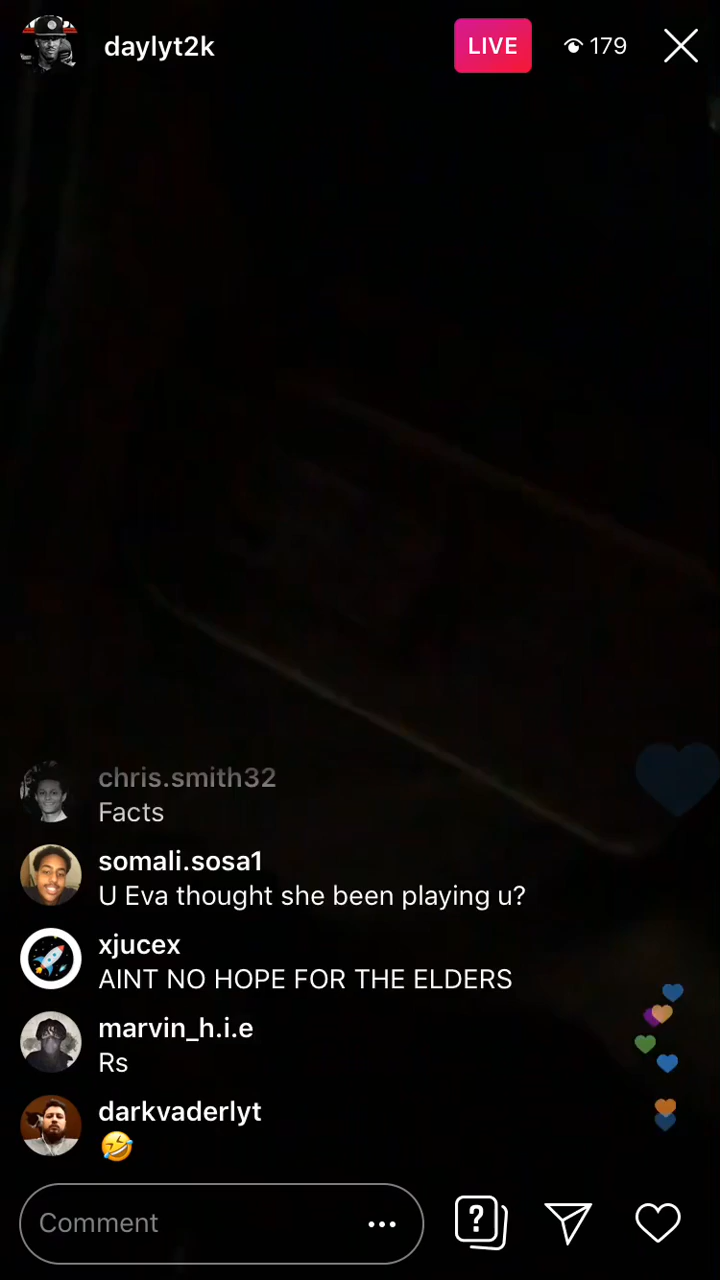 daylyt2k
LIVE
179
chris.smith32
Facts
somali.sosa1
U Eva thought she been playing u?
xjucex
AINT NO HOPE FOR THE ELDERS
marvin_h.i.e
Rs
darkvaderlyt
🤣
Comment